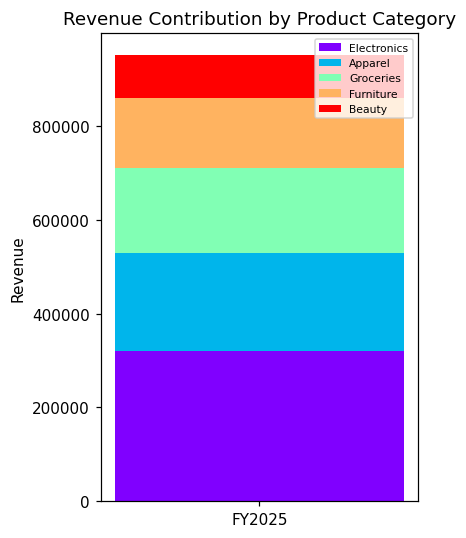 Revenue Contribution by Product Category
Electronics
Apparel
Groceries
Furniture
Beauty
800000
600000
400000
200000
0
Revenue
FY2025